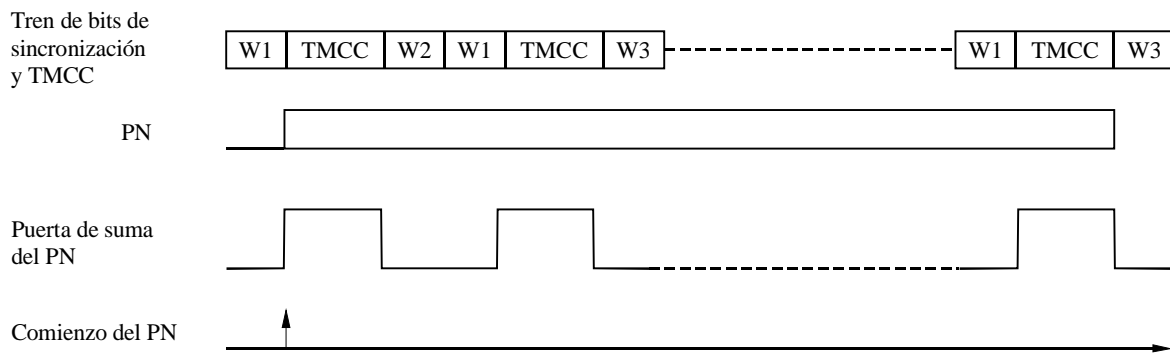 Tren de bits de
sincronización
y TMCC
W1 TMCC W2 W1 TMCC W3 W1 TMCC W3
PN
Puerta de suma
del PN
Comienzo del PN